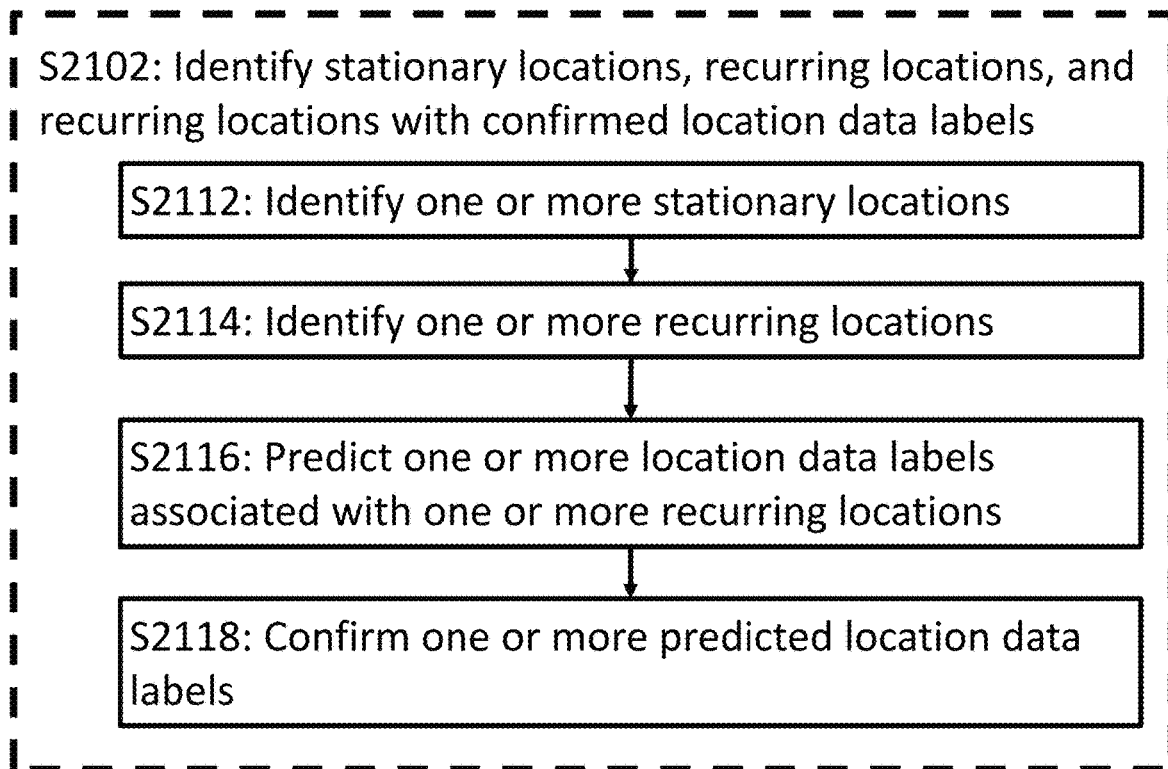 S2102: Identify stationary locations, recurring locations, and
recurring locations with confirmed location data labels
S2112: Identify one or more stationary locations
S2114: Identify one or more recurring locations
S2116: Predict one or more location data labels
associated with one or more recurring locations
S2118: Confirm one or more predicted location data
labels